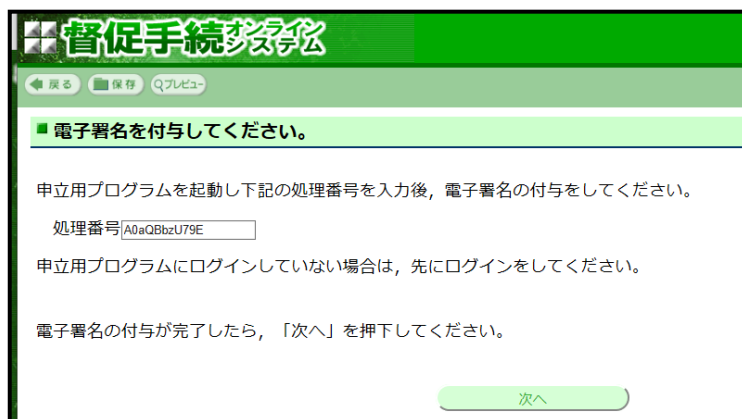 督促手続オンラインシステム
戻る 保存 プレビュー
電子署名を付与してください。
申立用プログラムを起動し下記の処理番号を入力後，電子署名の付与をしてください。
処理番号 A0aQBbzU79E
申立用プログラムにログインしていない場合は，先にログインをしてください。
電子署名の付与が完了したら，「次へ」を押下してください。
次へ